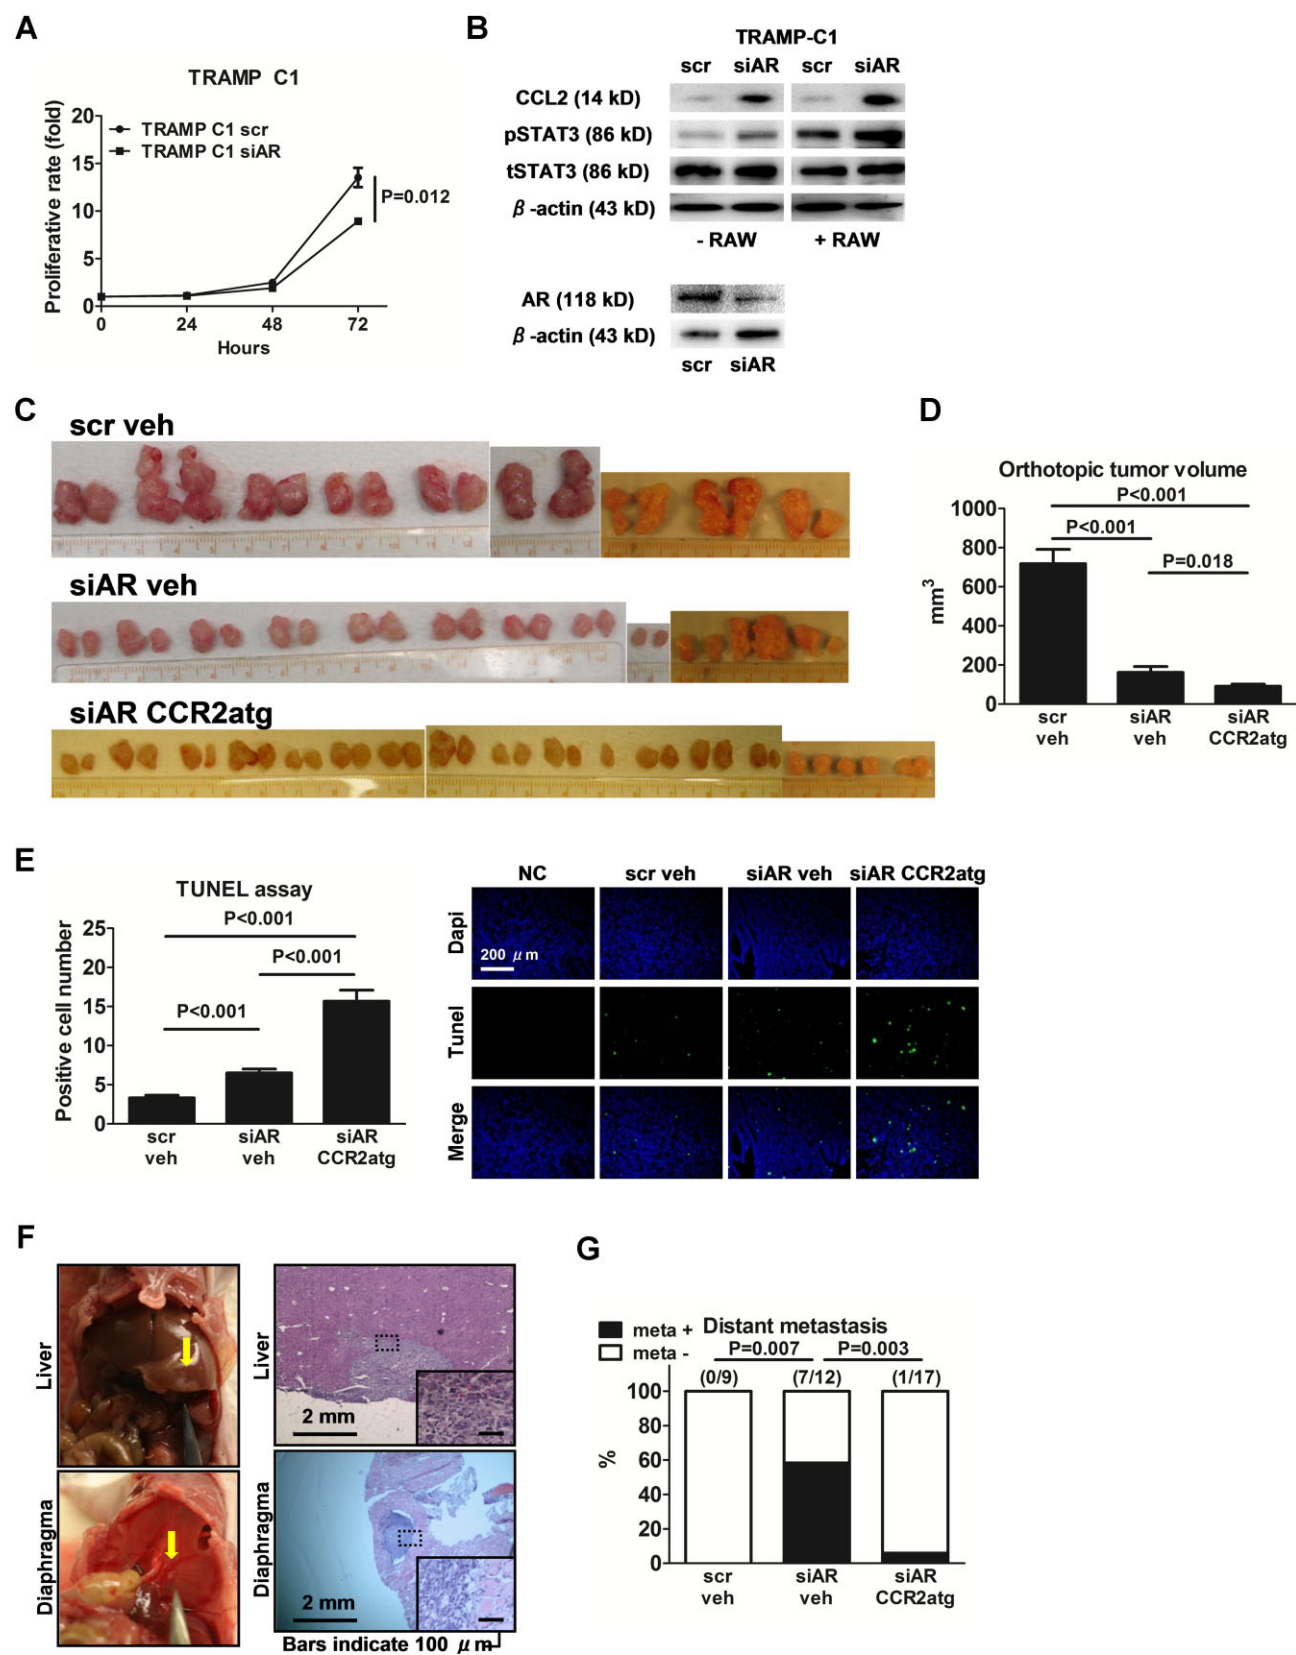 A
TRAMP C1
TRAMP C1 scr
TRAMP C1 siAR
Proliferative rate (fold)
20
15
10
5
0
P=0.012
0 24 48 72
Hours
B
TRAMP-C1
scr siAR scr siAR
CCL2 (14 kD)
pSTAT3 (86 kD)
tSTAT3 (86 kD)
β-actin (43 kD)
- RAW + RAW
AR (118 kD)
β-actin (43 kD)
scr siAR
C
scr veh
siAR veh
siAR CCR2atg
D
Orthotopic tumor volume
P<0.001
P<0.001
P=0.018
mm³
1000
800
600
400
200
0
scr siAR siAR
veh veh CCR2atg
E
TUNEL assay
P<0.001
P<0.001
P<0.001
Positive cell number
25
20
15
10
5
0
scr siAR siAR
veh veh CCR2atg
NC scr veh siAR veh siAR CCR2atg
Dapi
200 μm
Tunel
Merge
F
Liver
Liver
2 mm
Diaphragma
Diaphragma
2 mm
Bars indicate 100 μm
G
meta +
meta -
Distant metastasis
P=0.007 P=0.003
(0/9) (7/12) (1/17)
%
100
80
60
40
20
0
scr siAR siAR
veh veh CCR2atg